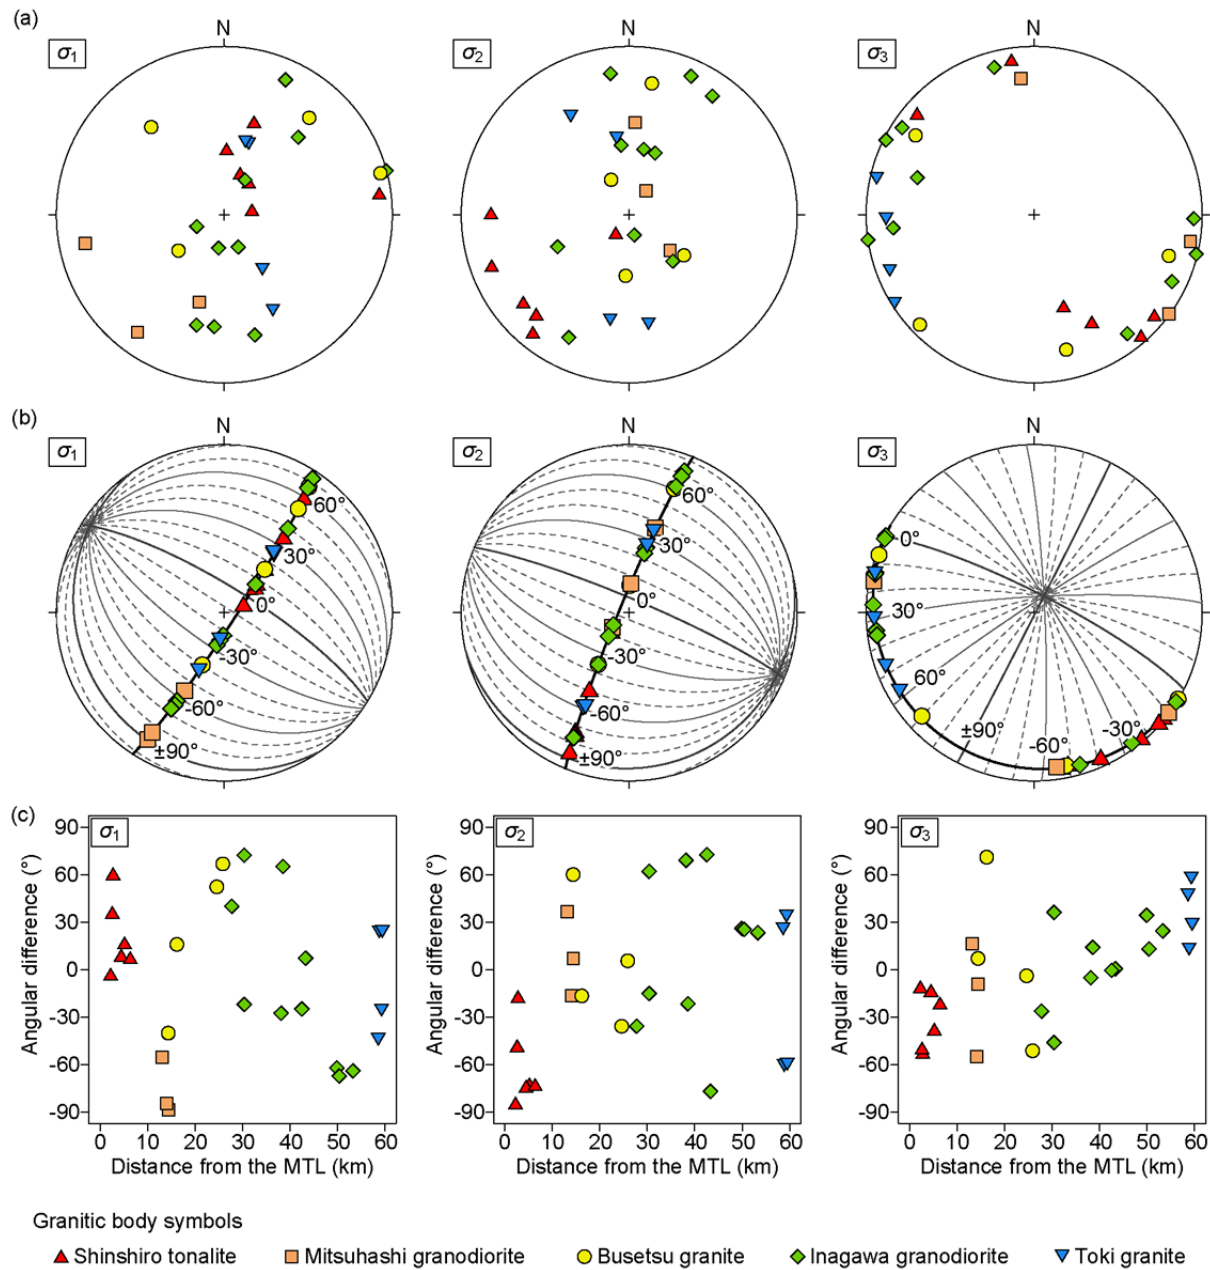 (a)
N N N
σ1 σ2 σ3
(b)
N N N
σ1 σ2 σ3
60° 30° 0° -30° -60° ±90°
60° 30° 0° -30° -60° ±90°
0° 30° 60° ±90° -60° -30°
(c)
σ1
Angular difference (°)
90
60
30
0
-30
-60
-90
0 10 20 30 40 50 60
Distance from the MTL (km)
σ2
Angular difference (°)
90
60
30
0
-30
-60
-90
0 10 20 30 40 50 60
Distance from the MTL (km)
σ3
Angular difference (°)
90
60
30
0
-30
-60
-90
0 10 20 30 40 50 60
Distance from the MTL (km)
Granitic body symbols
Shinshiro tonalite Mitsuhashi granodiorite Busetsu granite Inagawa granodiorite Toki granite